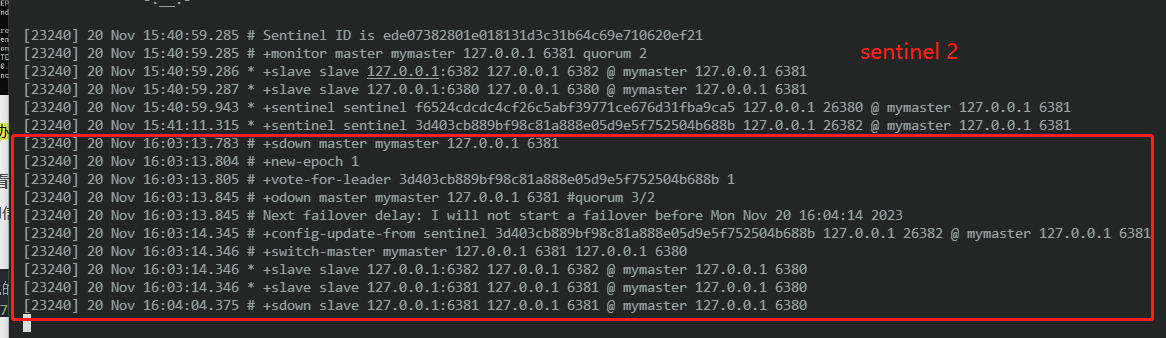 sentinel 2
[23240] 20 Nov 15:40:59.285 # Sentinel ID is ede07382801e018131d3c31b64c69e710620ef21
[23240] 20 Nov 15:40:59.285 # +monitor master mymaster 127.0.0.1 6381 quorum 2
[23240] 20 Nov 15:40:59.286 * +slave slave 127.0.0.1:6382 127.0.0.1 6382 @ mymaster 127.0.0.1 6381
[23240] 20 Nov 15:40:59.287 * +slave slave 127.0.0.1:6380 127.0.0.1 6380 @ mymaster 127.0.0.1 6381
[23240] 20 Nov 15:40:59.943 * +sentinel sentinel f6524cdcdc4cf26c5abf39771ce676d31fba9ca5 127.0.0.1 26380 @ mymaster 127.0.0.1 6381
[23240] 20 Nov 15:41:11.315 * +sentinel sentinel 3d403cb889bf98c81a888e05d9e5f752504b688b 127.0.0.1 26382 @ mymaster 127.0.0.1 6381
[23240] 20 Nov 16:03:13.783 # +sdown master mymaster 127.0.0.1 6381
[23240] 20 Nov 16:03:13.804 # +new-epoch 1
[23240] 20 Nov 16:03:13.805 # +vote-for-leader 3d403cb889bf98c81a888e05d9e5f752504b688b 1
[23240] 20 Nov 16:03:13.845 # +odown master mymaster 127.0.0.1 6381 #quorum 3/2
[23240] 20 Nov 16:03:13.845 # Next failover delay: I will not start a failover before Mon Nov 20 16:04:14 2023
[23240] 20 Nov 16:03:14.345 # +config-update-from sentinel 3d403cb889bf98c81a888e05d9e5f752504b688b 127.0.0.1 26382 @ mymaster 127.0.0.1 6381
[23240] 20 Nov 16:03:14.346 # +switch-master mymaster 127.0.0.1 6381 127.0.0.1 6380
[23240] 20 Nov 16:03:14.346 * +slave slave 127.0.0.1:6382 127.0.0.1 6382 @ mymaster 127.0.0.1 6380
[23240] 20 Nov 16:03:14.346 * +slave slave 127.0.0.1:6381 127.0.0.1 6381 @ mymaster 127.0.0.1 6380
[23240] 20 Nov 16:04:04.375 # +sdown slave 127.0.0.1:6381 127.0.0.1 6381 @ mymaster 127.0.0.1 6380